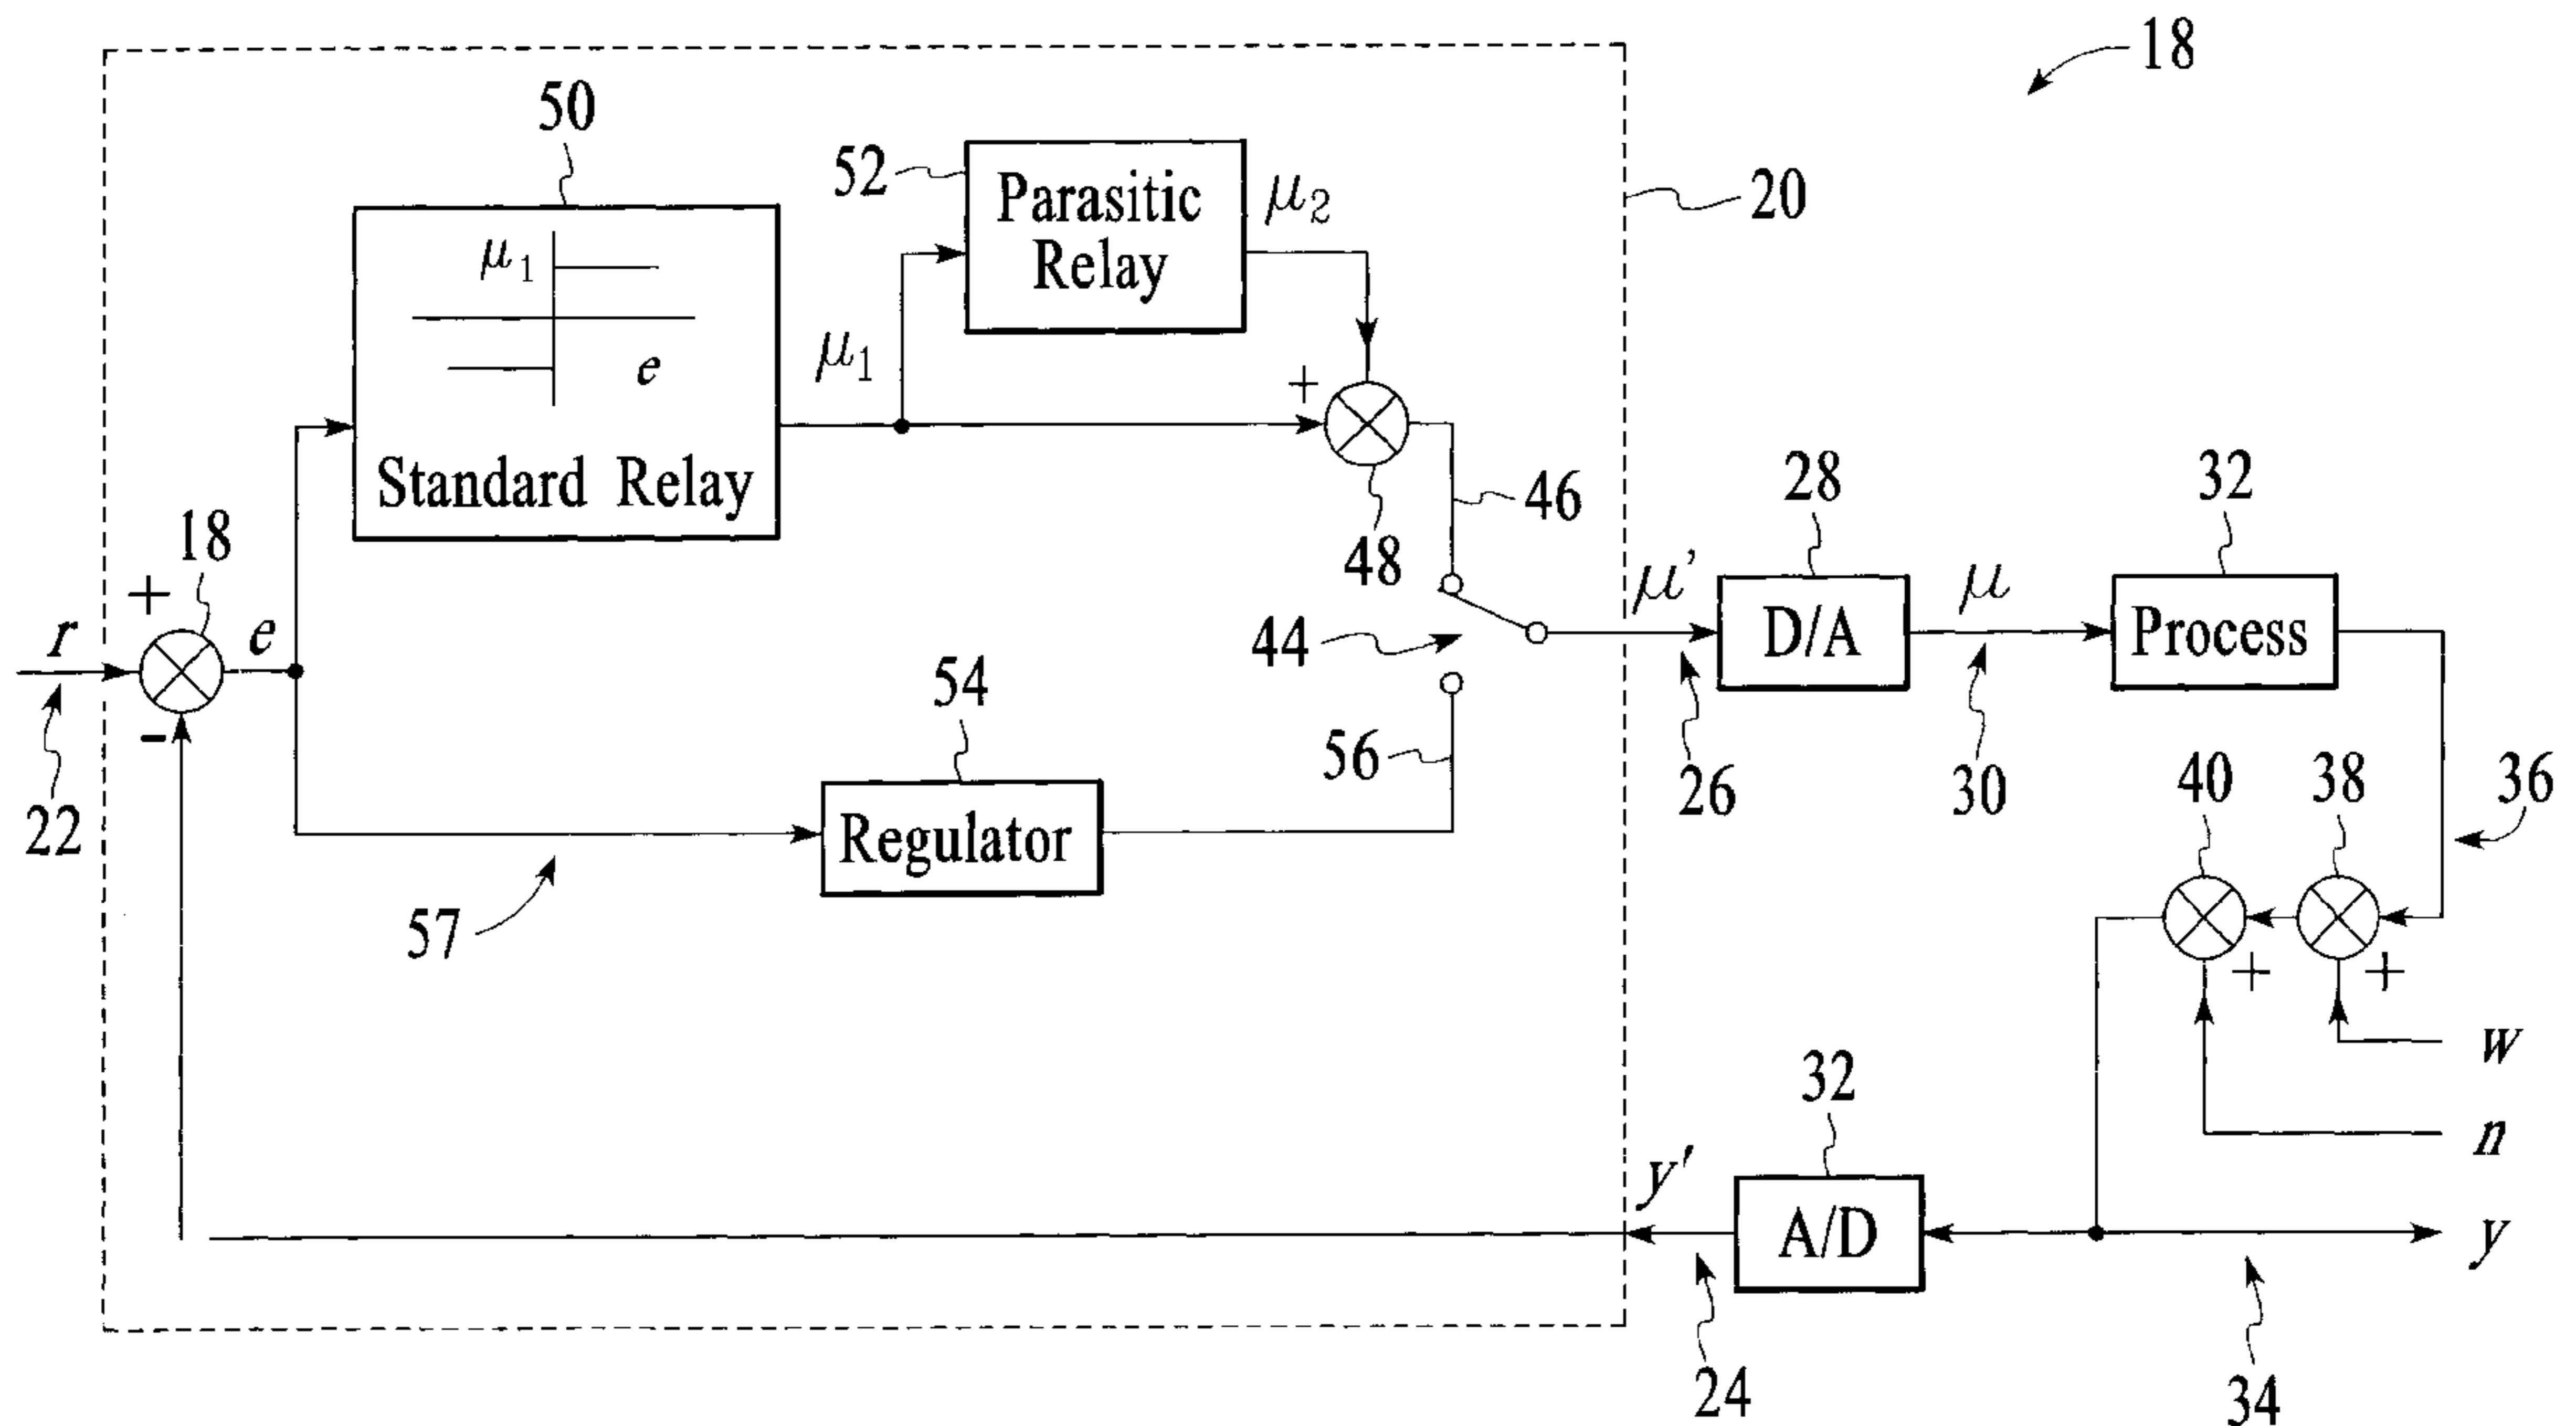 18
50
52
Parasitic
Relay
μ2
20
μ1
e
Standard Relay
μ1
+
48
46
18
+
r
e
-
22
44
μ'
28
D/A
μ
32
Process
26
30
54
Regulator
56
57
40
38
36
+
+
w
n
32
A/D
y'
y
24
34